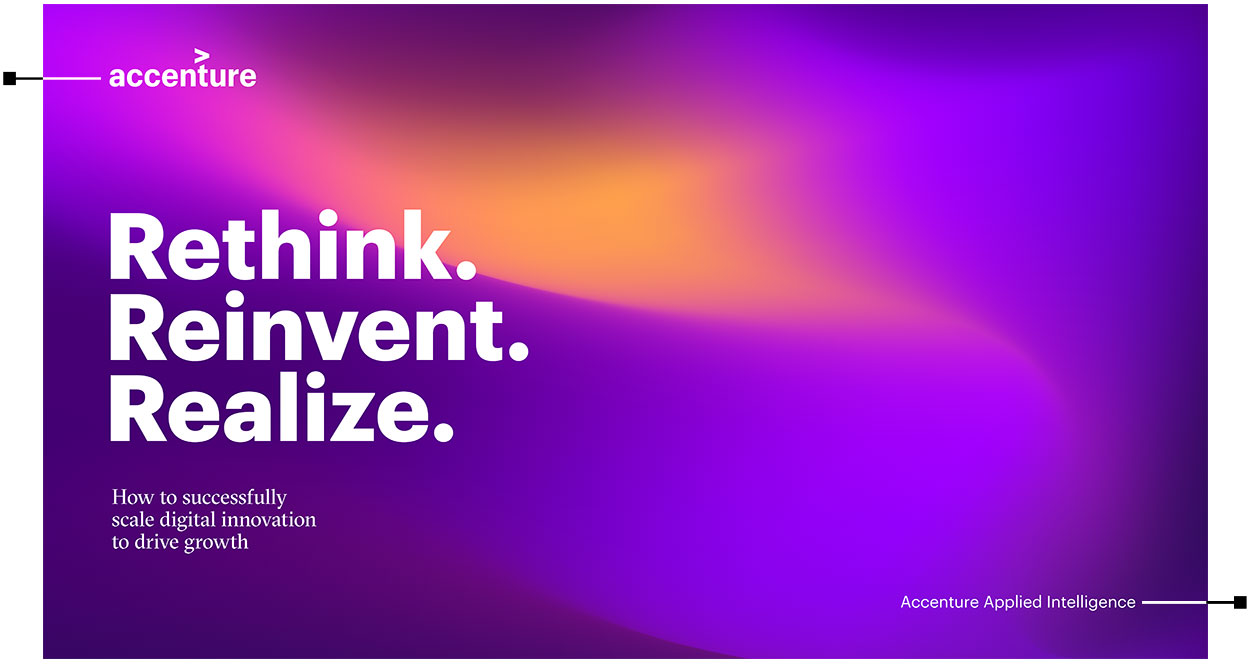 accenture
Rethink.
Reinvent.
Realize.
How to successfully
scale digital innovation
to drive growth
Accenture Applied Intelligence